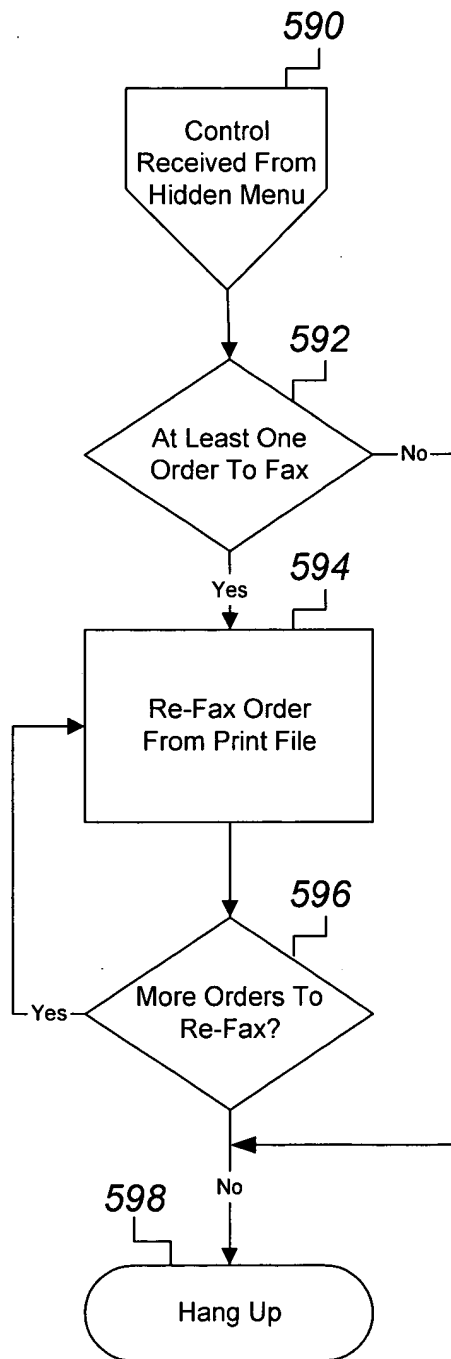 590
Control
Received From
Hidden Menu
592
At Least One
Order To Fax
No
Yes
594
Re-Fax Order
From Print File
596
More Orders To
Re-Fax?
Yes
No
598
Hang Up